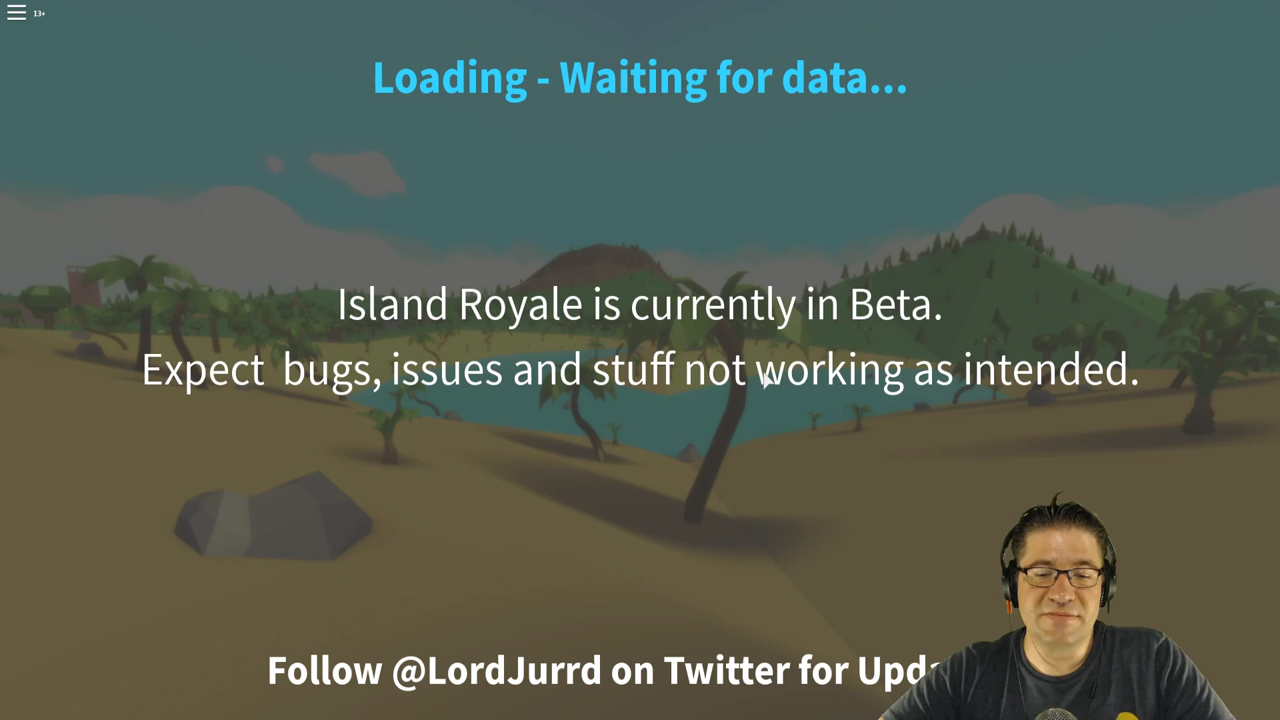 13+
Loading - Waiting for data...
Island Royale is currently in Beta.
Expect bugs, issues and stuff not working as intended.
Follow @LordJurrd on Twitter for